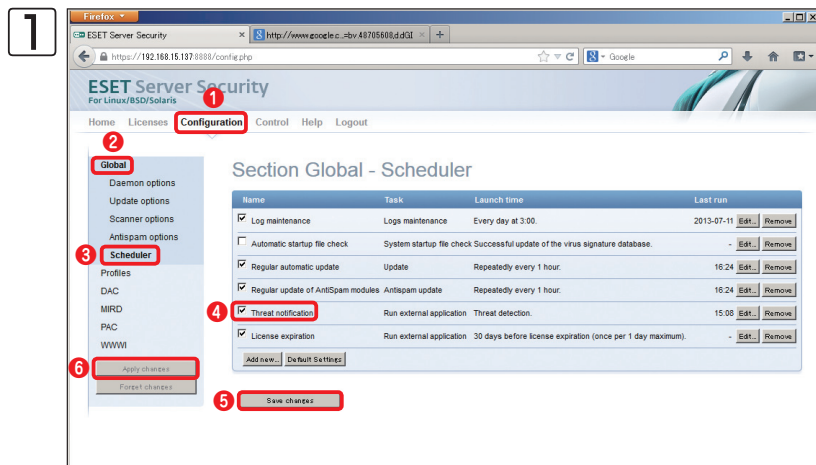 1
Firefox
ESET Server Security
http://www.google.c...=bv.48705608,d.dGI
https://192.168.15.137:8888/config.php
Google
ESET Server Security
For Linux/BSD/Solaris
1
Home Licenses Configuration Control Help Logout
2
Global
Daemon options
Update options
Scanner options
Antispam options
3 Scheduler
Profiles
DAC
MIRD
PAC
WWWI
6 Apply changes
Forget changes
Section Global - Scheduler
Name Task Launch time Last run
Log maintenance Logs maintenance Every day at 3:00. 2013-07-11 Edit... Remove
Automatic startup file check System startup file check Successful update of the virus signature database. - Edit... Remove
Regular automatic update Update Repeatedly every 1 hour. 16:24 Edit... Remove
Regular update of AntiSpam modules Antispam update Repeatedly every 1 hour. 16:24 Edit... Remove
4 Threat notification Run external application Threat detection. 15:08 Edit... Remove
License expiration Run external application 30 days before license expiration (once per 1 day maximum). - Edit... Remove
Add new... Default Settings
5 Save changes